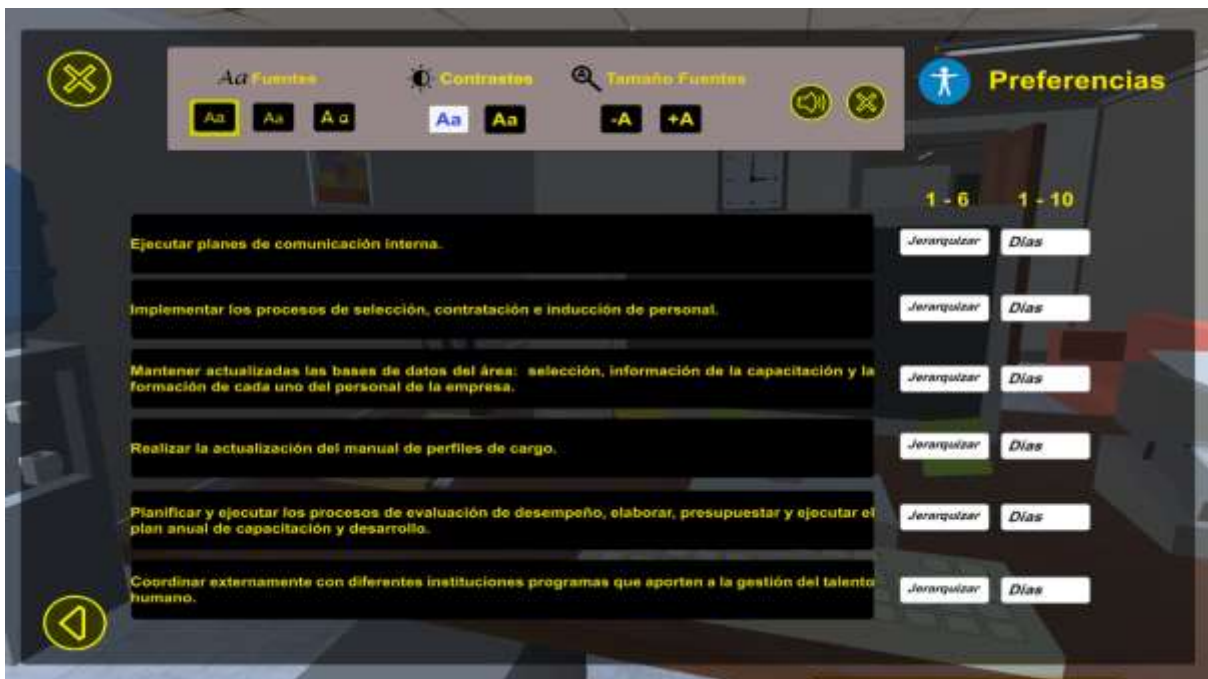 Aa Fuentes
Contrastes
Tamaño Fuentes
Preferencias
Aa Aa Aa
Aa Aa
-A +A
1 - 6 1 - 10
Ejecutar planes de comunicación interna.
Jerarquizar Días
Implementar los procesos de selección, contratación e inducción de personal.
Jerarquizar Días
Mantener actualizadas las bases de datos del área: selección, información de la capacitación y la
formación de cada uno del personal de la empresa.
Jerarquizar Días
Realizar la actualización del manual de perfiles de cargo.
Jerarquizar Días
Planificar y ejecutar los procesos de evaluación de desempeño, elaborar, presupuestar y ejecutar el
plan anual de capacitación y desarrollo.
Jerarquizar Días
Coordinar externamente con diferentes instituciones programas que aporten a la gestión del talento
humano.
Jerarquizar Días